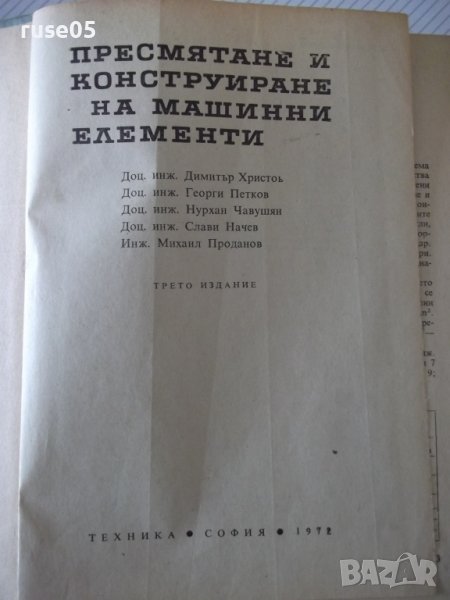 ruse05
ПРЕСМЯТАНЕ И
КОНСТРУИРАНЕ
НА МАШИННИ
ЕЛЕМЕНТИ
Доц. инж. Димитър Христов
Доц. инж. Георги Петков
Доц. инж. Нурхан Чавушян
Доц. инж. Слави Начев
Инж. Михаил Проданов
ТРЕТО ИЗДАНИЕ
ТЕХНИКА • СОФИЯ • 1972
BAZAR